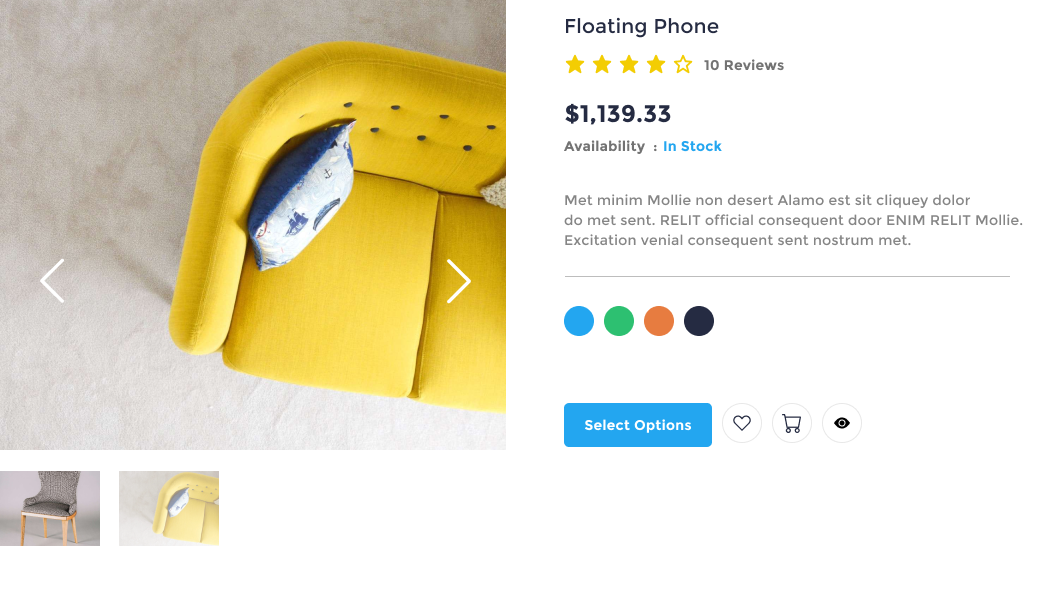 Floating Phone
10 Reviews
$1,139.33
Availability : In Stock
Met minim Mollie non desert Alamo est sit cliquey dolor
do met sent. RELIT official consequent door ENIM RELIT Mollie.
Excitation venial consequent sent nostrum met.
Select Options